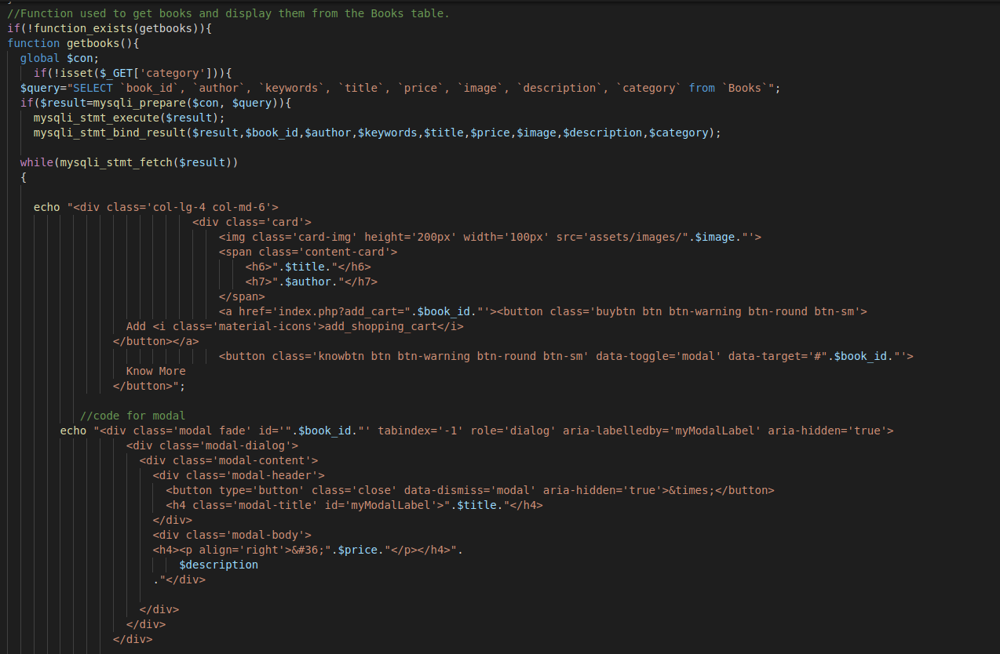 //Function used to get books and display them from the Books table.
if(!function_exists(getbooks)){
function getbooks(){
global $con;
if(!isset($_GET['category'])){
$query="SELECT `book_id`, `author`, `keywords`, `title`, `price`, `image`, `description`, `category` from `Books`";
if($result=mysqli_prepare($con, $query)){
mysqli_stmt_execute($result);
mysqli_stmt_bind_result($result,$book_id,$author,$keywords,$title,$price,$image,$description,$category);
while(mysqli_stmt_fetch($result))
{
echo "<div class='col-lg-4 col-md-6'>
<div class='card'>
<img class='card-img' height='200px' width='100px' src='assets/images/".$image."'>
<span class='content-card'>
<h6>".$title."</h6>
<h7>".$author."</h7>
</span>
<a href='index.php?add_cart=".$book_id."'><button class='buybtn btn btn-warning btn-round btn-sm'>
Add <i class='material-icons'>add_shopping_cart</i>
</button></a>
<button class='knowbtn btn btn-warning btn-round btn-sm' data-toggle='modal' data-target='#".$book_id."'>
Know More
</button>";
//code for modal
echo "<div class='modal fade' id='".$book_id."' tabindex='-1' role='dialog' aria-labelledby='myModalLabel' aria-hidden='true'>
<div class='modal-dialog'>
<div class='modal-content'>
<div class='modal-header'>
<button type='button' class='close' data-dismiss='modal' aria-hidden='true'>&times;</button>
<h4 class='modal-title' id='myModalLabel'>".$title."</h4>
</div>
<div class='modal-body'>
<h4><p align='right'>&#36;".$price."</p></h4>".
$description
."</div>
</div>
</div>
</div>